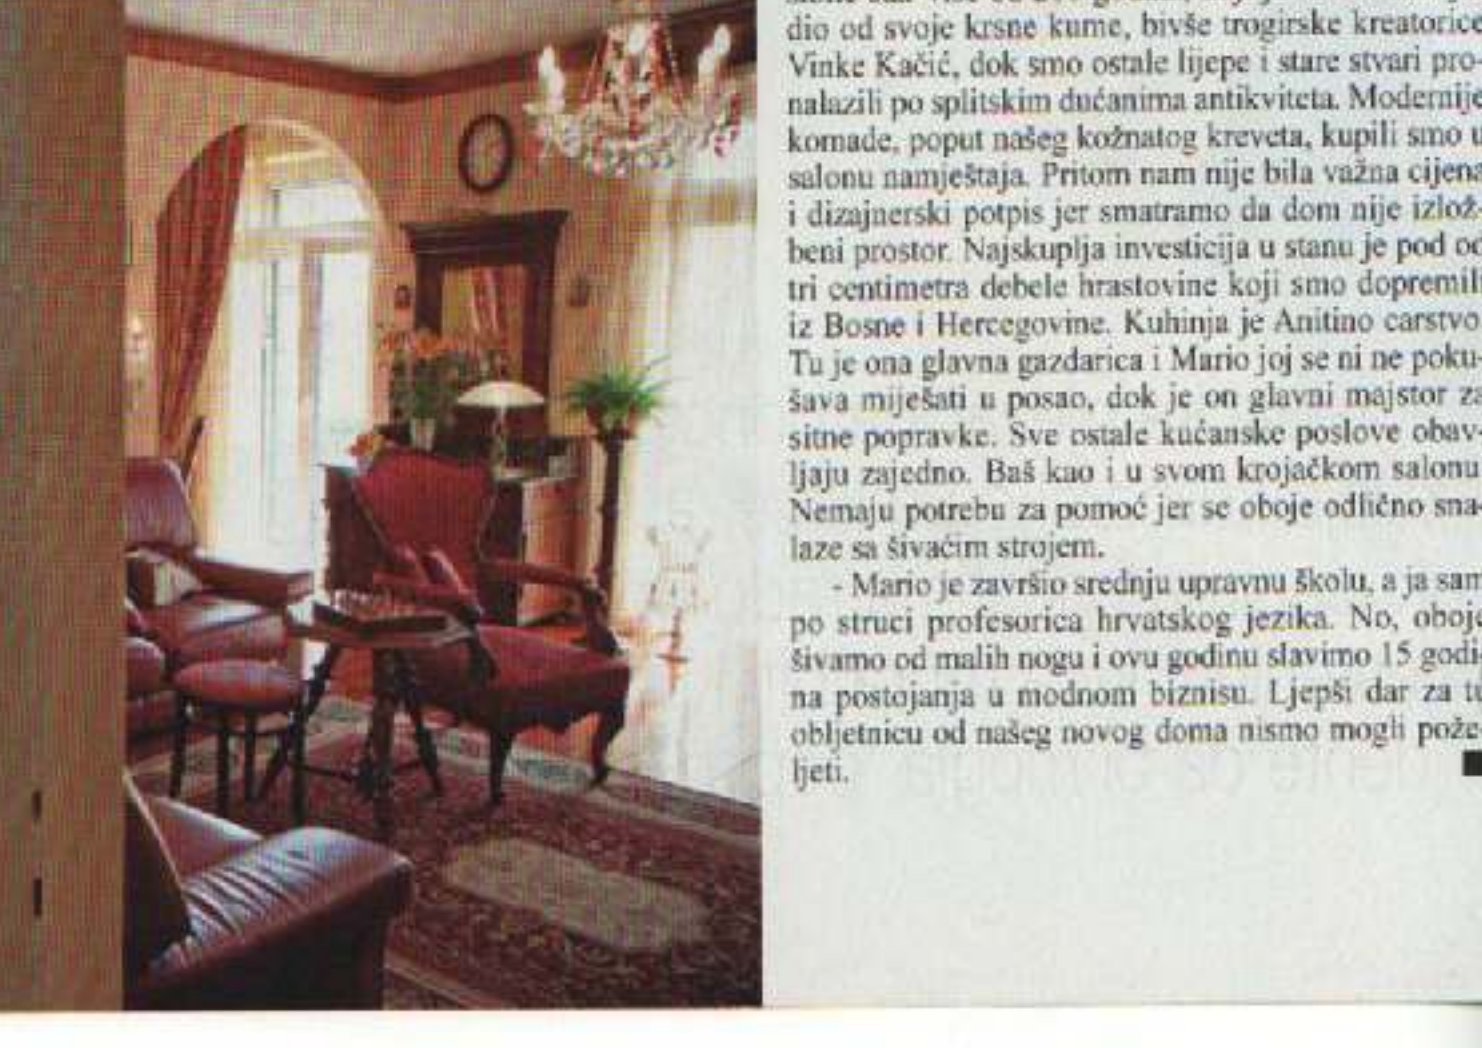 dio od svoje krsne kume, bivše trogirske kreatorice
Vinke Kačić, dok smo ostale lijepe i stare stvari pro-
nalazili po splitskim dućanima antikviteta. Modernije
komade, poput našeg kožnatog kreveta, kupili smo u
salonu namještaja. Pritom nam nije bila važna cijena
i dizajnerski potpis jer smatramo da dom nije izlož-
beni prostor. Najskuplja investicija u stanu je pod od
tri centimetra debele hrastovine koji smo dopremili
iz Bosne i Hercegovine. Kuhinja je Anitino carstvo.
Tu je ona glavna gazdarica i Mario joj se ni ne poku-
šava miješati u posao, dok je on glavni majstor za
sitne popravke. Sve ostale kućanske poslove obav-
ljaju zajedno. Baš kao i u svom krojačkom salonu.
Nemaju potrebu za pomoć jer se oboje odlično sna-
laze sa šivaćim strojem.
- Mario je završio srednju upravnu školu, a ja sam
po struci profesorica hrvatskog jezika. No, oboje
šivamo od malih nogu i ovu godinu slavimo 15 godi-
na postojanja u modnom biznisu. Ljepši dar za tu
obljetnicu od našeg novog doma nismo mogli pože-
ljeti.